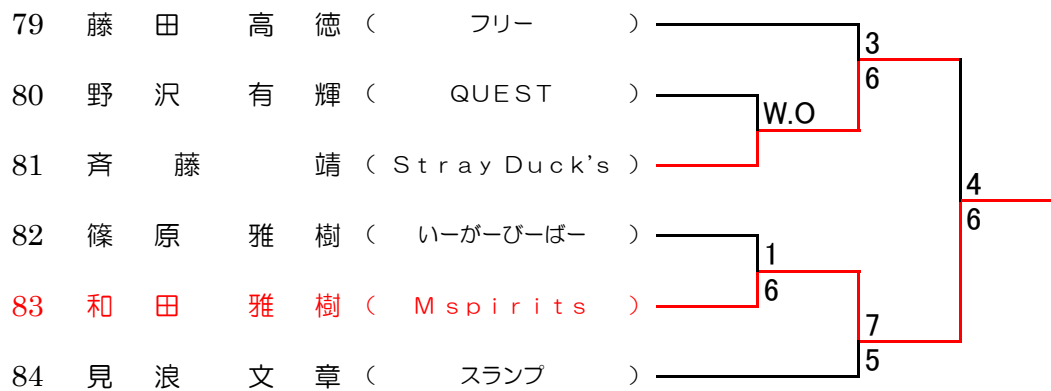 79 藤田 高徳 ( フリー )
3
6
80 野沢 有輝 ( QUEST )
W.O
81 斉藤 靖 ( Stray Duck's )
4
6
82 篠原 雅樹 ( いーがーびーばー )
1
6
83 和田 雅樹 ( Mspirits )
7
5
84 見浪 文章 ( スランプ )